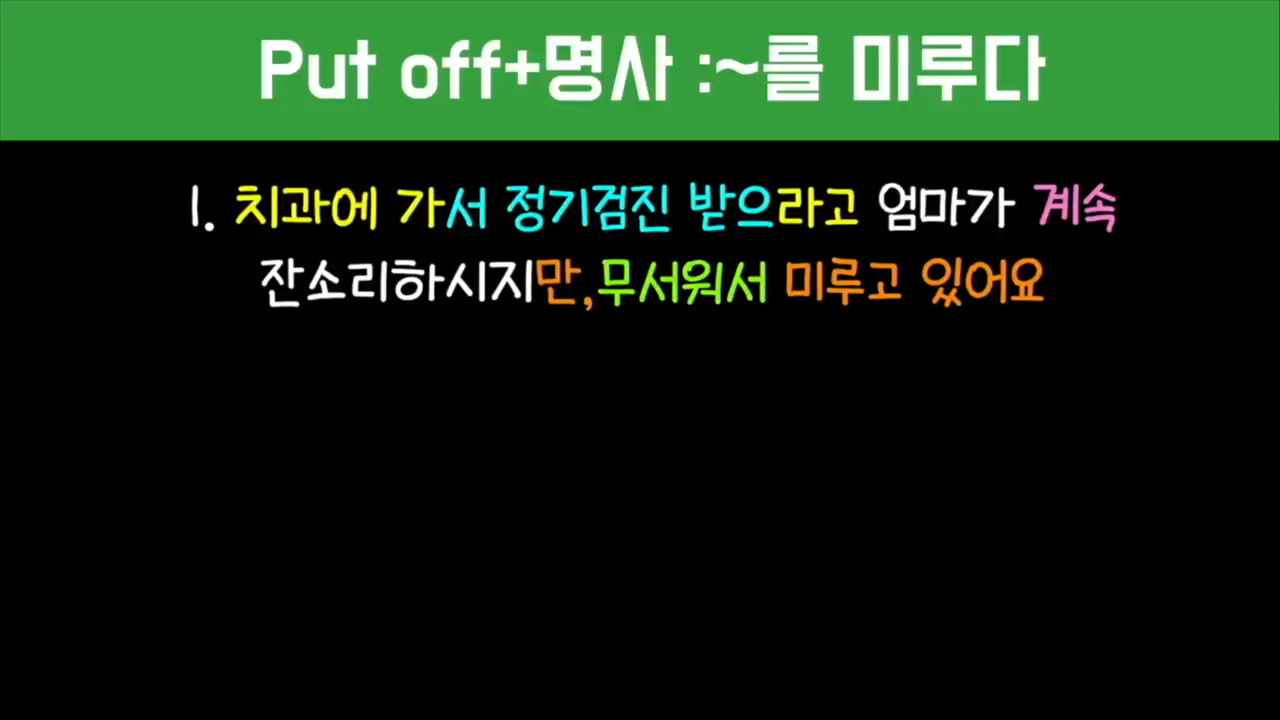 Put off+명사 :~를 미루다
1. 치과에 가서 정기검진 받으라고 엄마가 계속
잔소리하시지만,무서워서 미루고 있어요